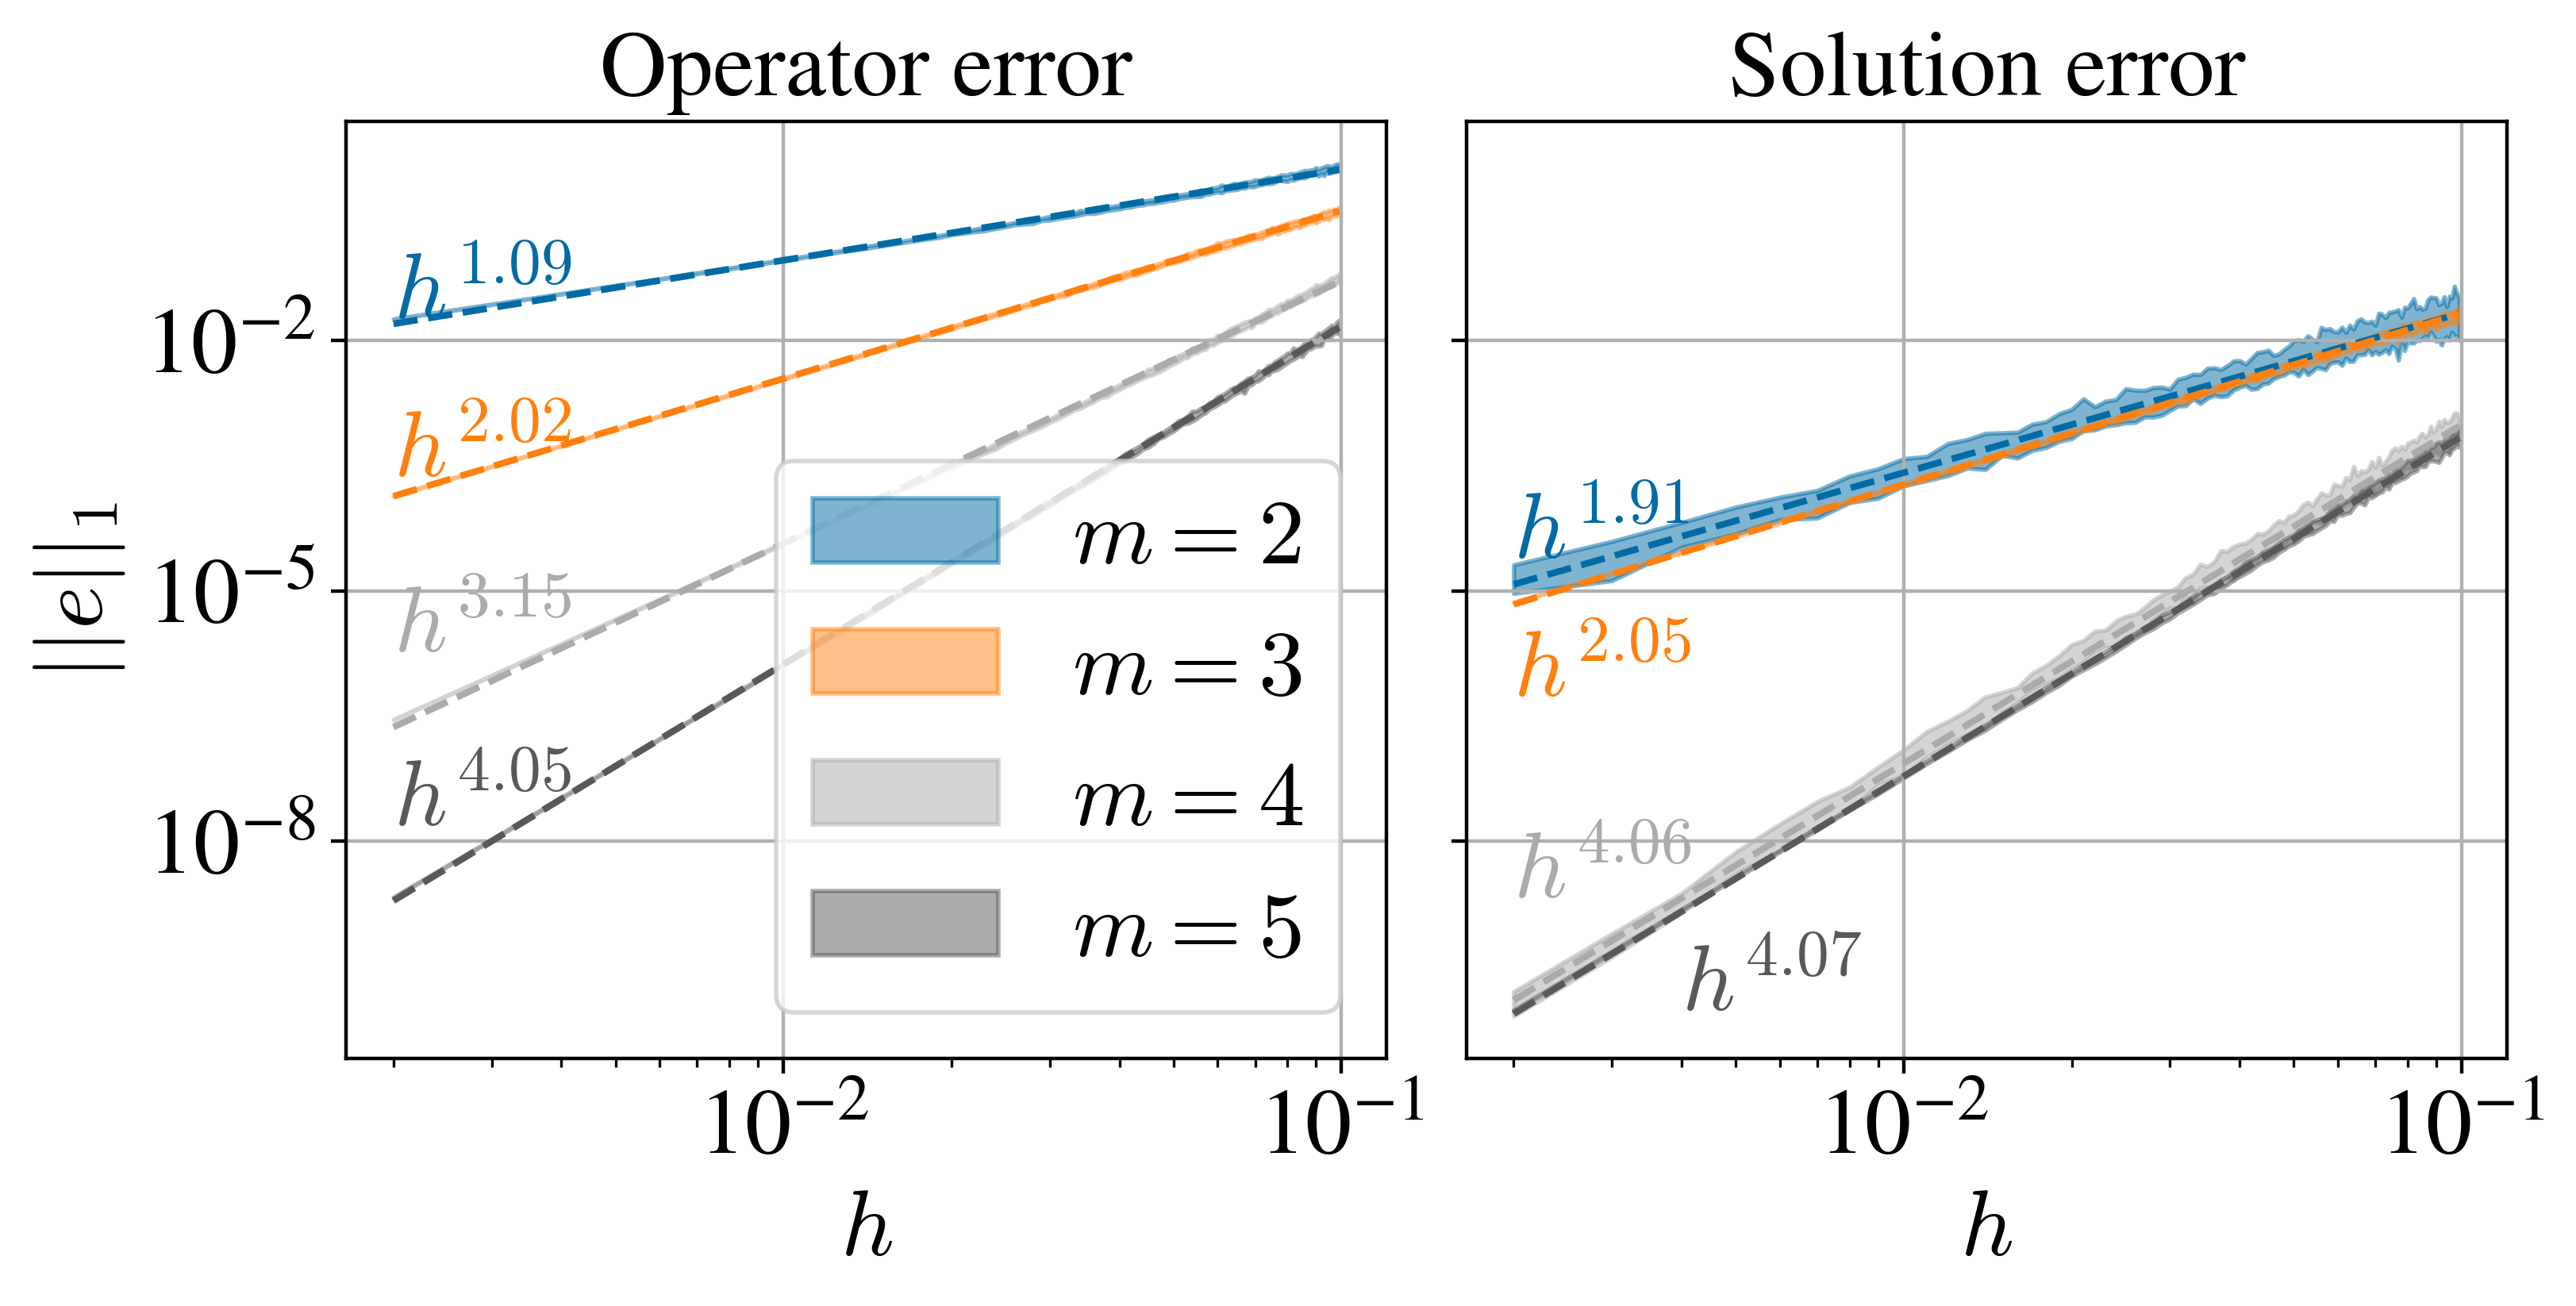 Operator error
||e||₁
10⁻²
10⁻⁵
10⁻⁸
h^1.09
h^2.02
h^3.15
h^4.05
m = 2
m = 3
m = 4
m = 5
10⁻² 10⁻¹
h
Solution error
h^1.91
h^2.05
h^4.06
h^4.07
10⁻² 10⁻¹
h